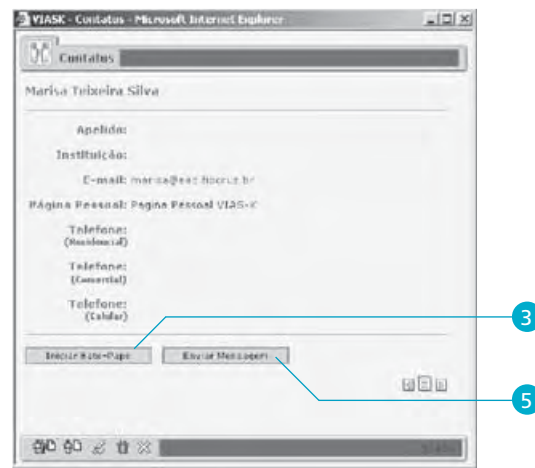 VIASK - Contatos - Microsoft Internet Explorer
Contatos
Marisa Teixeira Silva
Apelido:
Instituição:
E-mail:
Página Pessoal: Página Pessoal VIAS-K
Telefone:
(Residencial)
Telefone:
(Comercial)
Telefone:
(Celular)
3
Iniciar Bate-Papo Enviar Mensagem
5